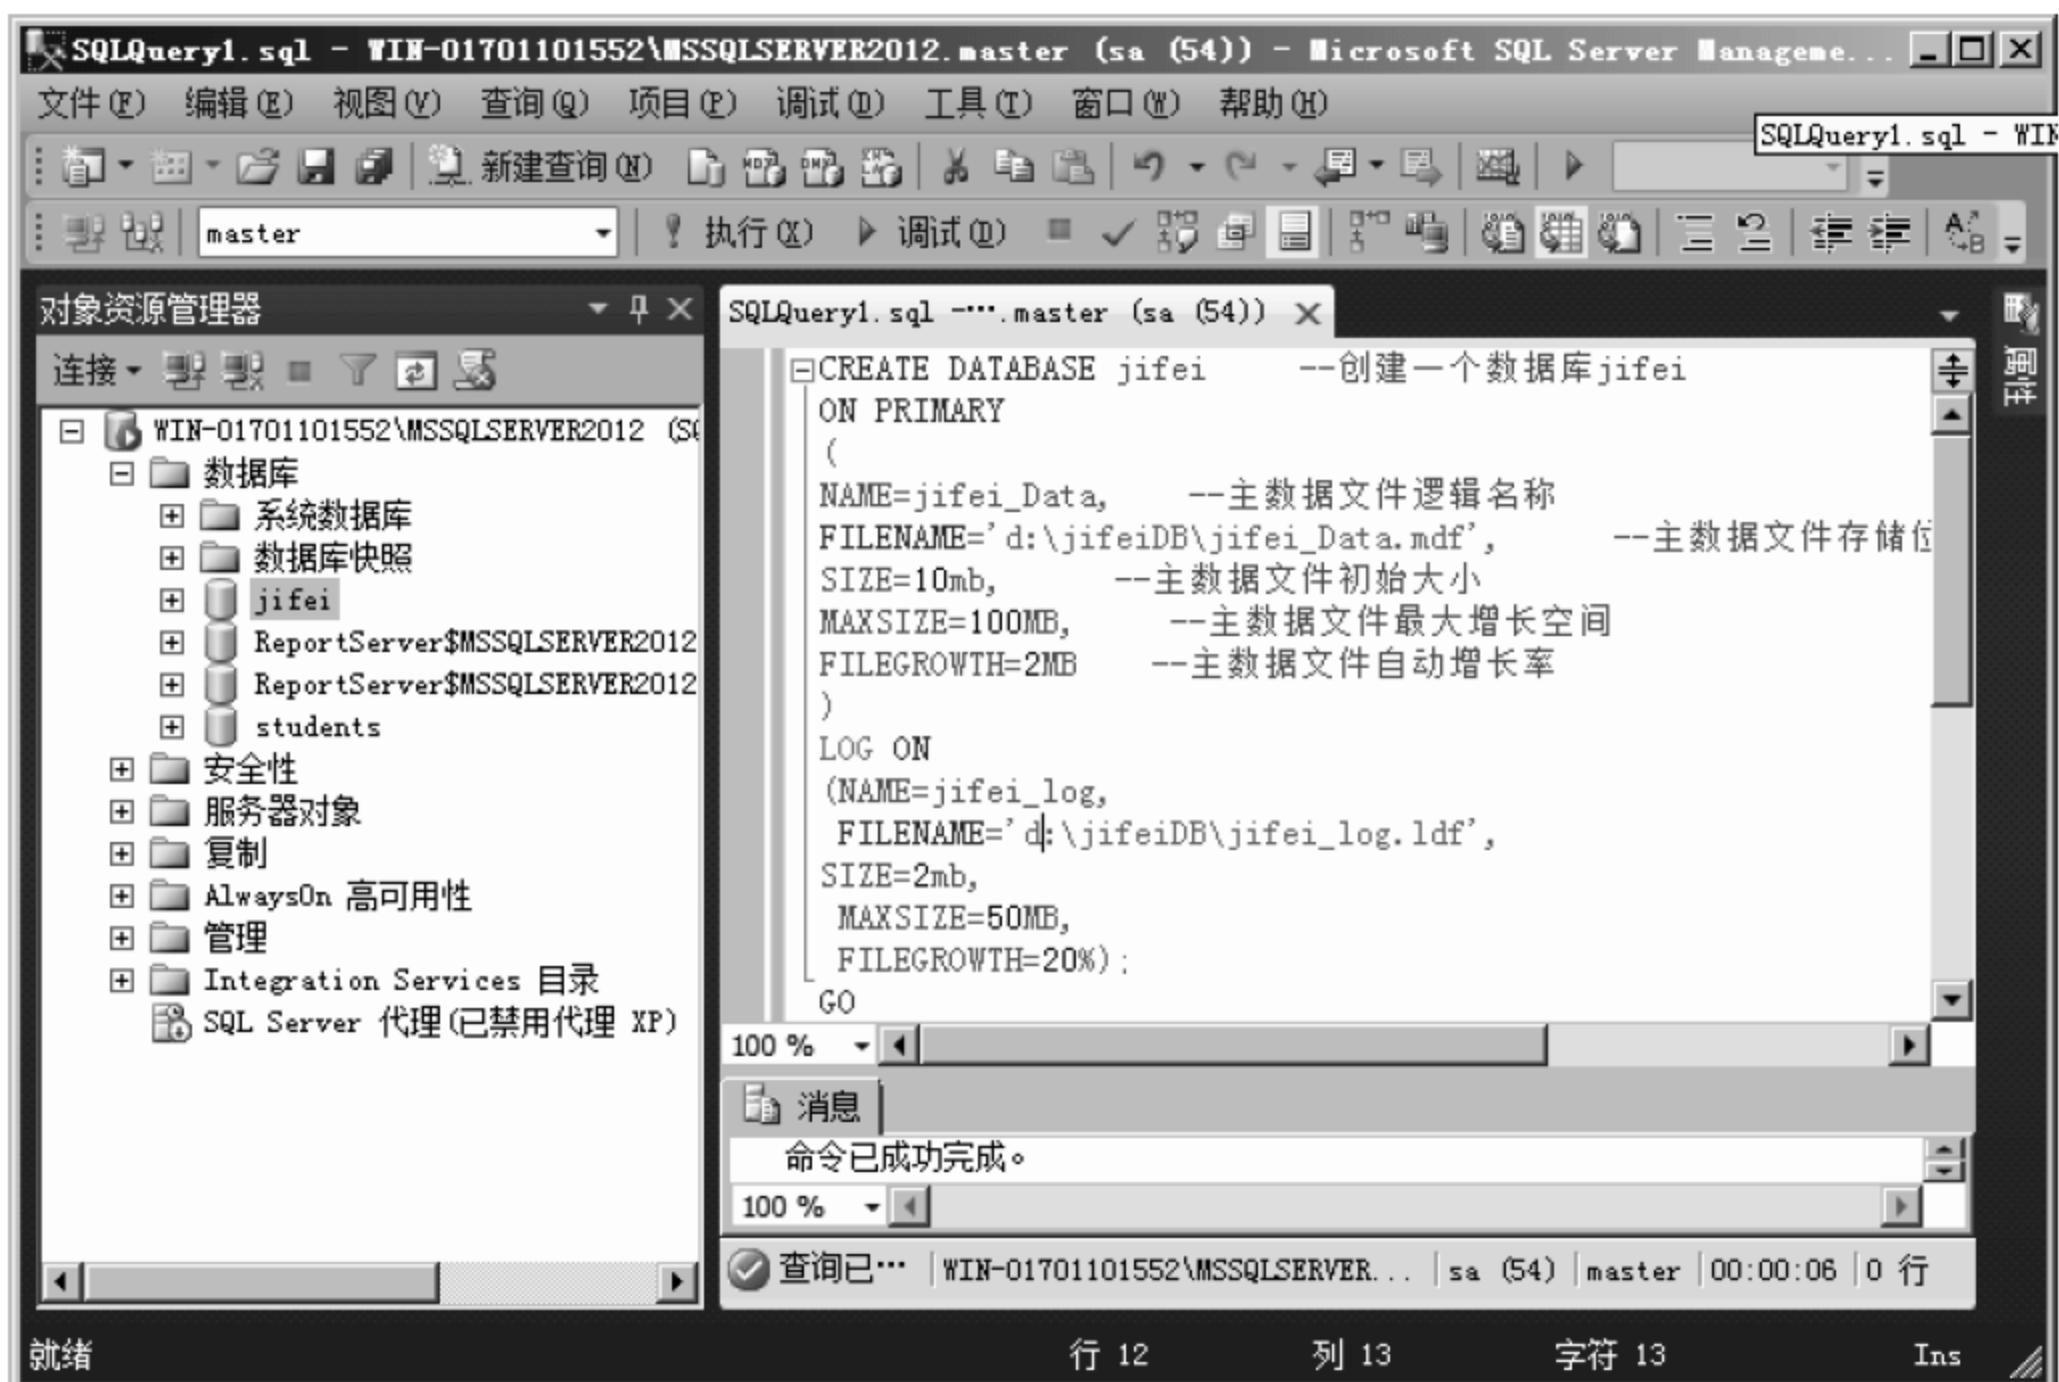 SQLQuery1.sql - WIN-01701101552\MSSQLSERVER2012.master (sa (54)) - Microsoft SQL Server Manageme...
文件(F) 编辑(E) 视图(V) 查询(Q) 项目(P) 调试(D) 工具(T) 窗口(W) 帮助(H)
SQLQuery1.sql - WIN
新建查询(N)
master 执行(X) 调试(D)
对象资源管理器
连接
WIN-01701101552\MSSQLSERVER2012 (SQ
数据库
系统数据库
数据库快照
jifei
ReportServer$MSSQLSERVER2012
ReportServer$MSSQLSERVER2012
students
安全性
服务器对象
复制
AlwaysOn 高可用性
管理
Integration Services 目录
SQL Server 代理(已禁用代理 XP)
SQLQuery1.sql -....master (sa (54))
CREATE DATABASE jifei --创建一个数据库jifei
ON PRIMARY
(
NAME=jifei_Data, --主数据文件逻辑名称
FILENAME='d:\jifeiDB\jifei_Data.mdf', --主数据文件存储位
SIZE=10mb, --主数据文件初始大小
MAXSIZE=100MB, --主数据文件最大增长空间
FILEGROWTH=2MB --主数据文件自动增长率
)
LOG ON
(NAME=jifei_log,
FILENAME='d:\jifeiDB\jifei_log.ldf',
SIZE=2mb,
MAXSIZE=50MB,
FILEGROWTH=20%);
GO
100 %
消息
命令已成功完成。
100 %
查询已... WIN-01701101552\MSSQLSERVER... sa (54) master 00:00:06 0 行
属性
就绪 行 12 列 13 字符 13 Ins